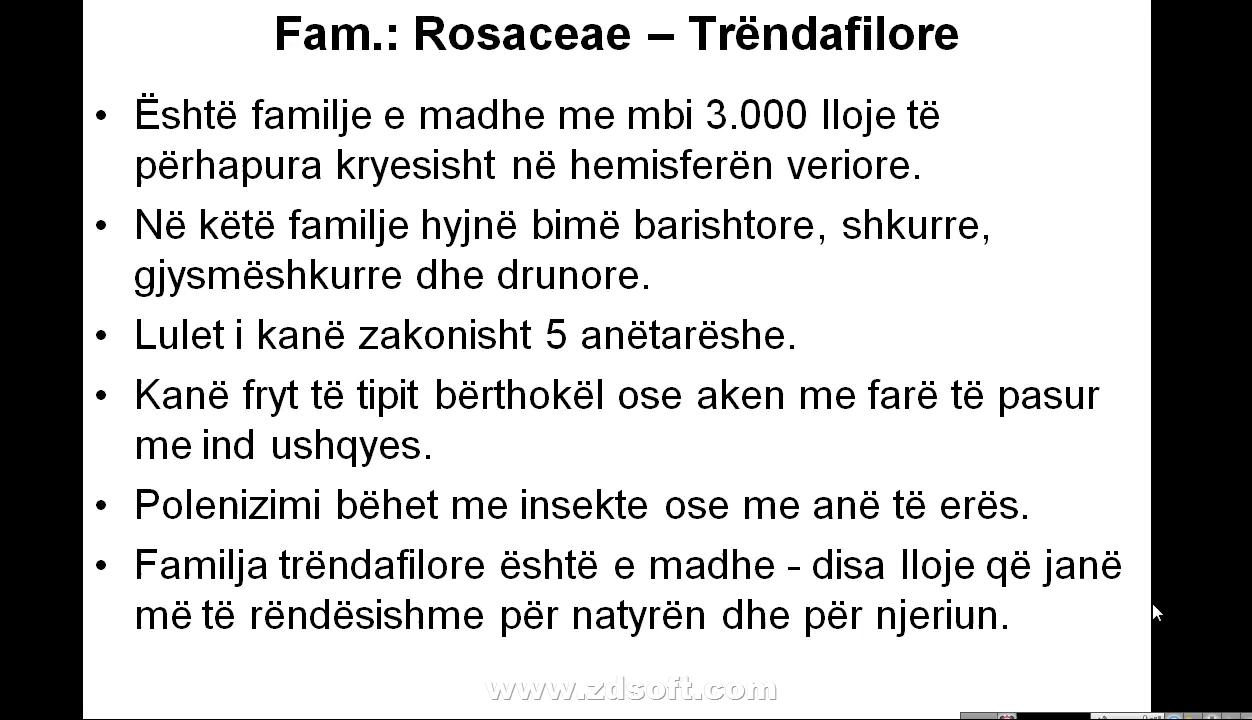 Fam.: Rosaceae – Trëndafilore
• Është familje e madhe me mbi 3.000 lloje të
përhapura kryesisht në hemisferën veriore.
• Në këtë familje hyjnë bimë barishtore, shkurre,
gjysmëshkurre dhe drunore.
• Lulet i kanë zakonisht 5 anëtarëshe.
• Kanë fryt të tipit bërthokël ose aken me farë të pasur
me ind ushqyes.
• Polenizimi bëhet me insekte ose me anë të erës.
• Familja trëndafilore është e madhe - disa lloje që janë
më të rëndësishme për natyrën dhe për njeriun.
www.zdsoft.com